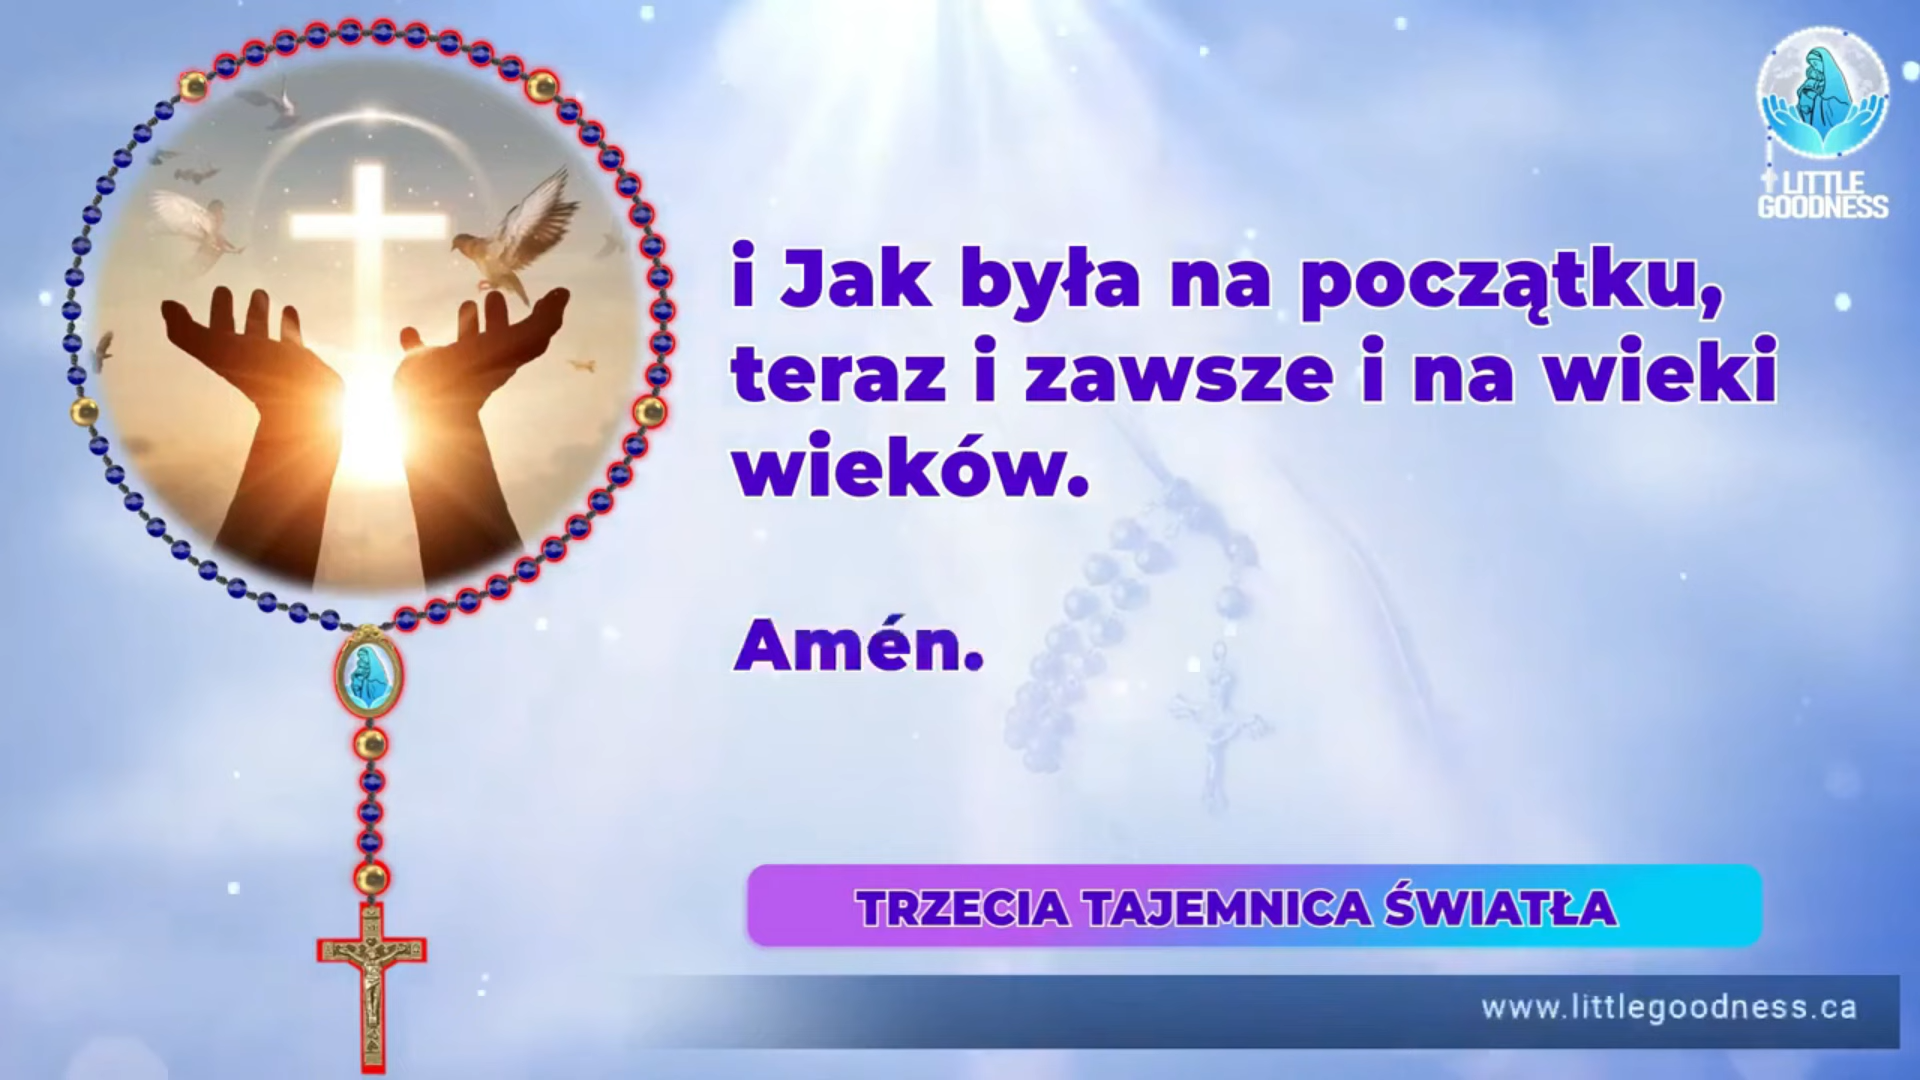 LITTLE
GOODNESS
i Jak była na początku,
teraz i zawsze i na wieki
wieków.
Amén.
TRZECIA TAJEMNICA ŚWIATŁA
www.littlegoodness.ca